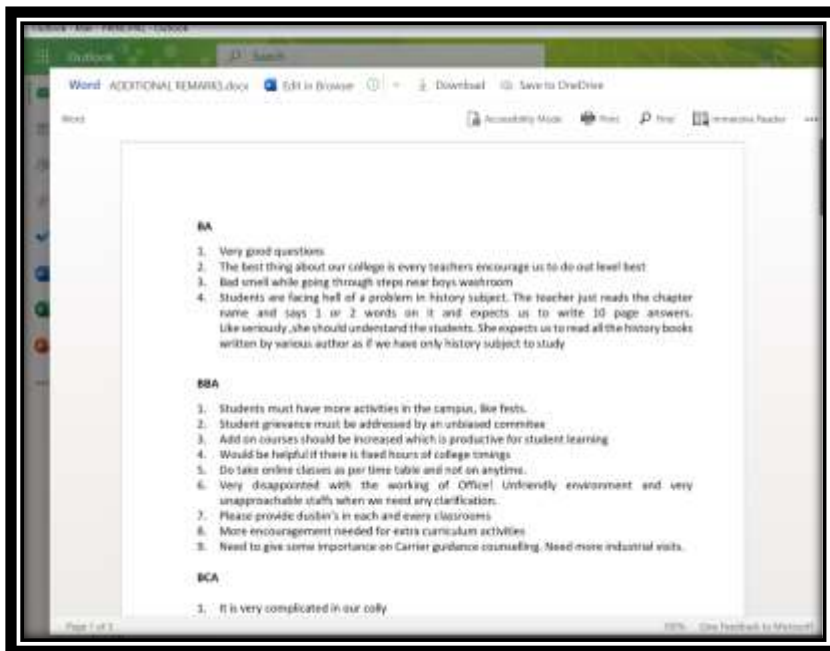 Outlook
Search
Word ADDITIONAL REMARKS.docx Edit in Browser Download Save to OneDrive
Word Accessibility Mode Print Find Immersive Reader ...
BA
1. Very good questions
2. The best thing about our college is every teachers encourage us to do out level best
3. Bad smell while going through steps near boys washroom
4. Students are facing hell of a problem in history subject. The teacher just reads the chapter
name and says 1 or 2 words on it and expects us to write 10 page answers.
Like seriously ,she should understand the students. She expects us to read all the history books
written by various author as if we have only history subject to study
BBA
1. Students must have more activities in the campus, like fests.
2. Student grievance must be addressed by an unbiased committee
3. Add on courses should be increased which is productive for student learning
4. Would be helpful if there is fixed hours of college timings
5. Do take online classes as per time table and not on anytime.
6. Very disappointed with the working of Office! Unfriendly environment and very
unapproachable staffs when we need any clarification.
7. Please provide dusbin's in each and every classrooms
8. More encouragement needed for extra curriculum activities
9. Need to give some importance on Carrier guidance counselling. Need more industrial visits.
BCA
1. It is very complicated in our colly
Page 1 of 3 100% Give Feedback to Microsoft